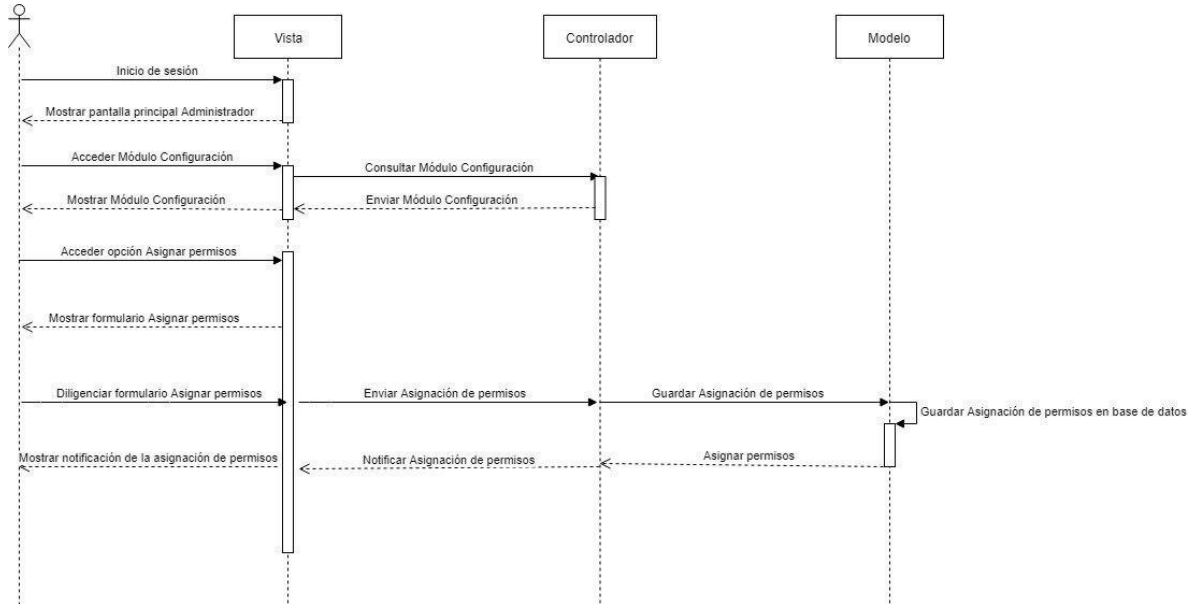 Vista
Controlador
Modelo
Inicio de sesión
Mostrar pantalla principal Administrador
Acceder Módulo Configuración
Consultar Módulo Configuración
Mostrar Módulo Configuración
Enviar Módulo Configuración
Acceder opción Asignar permisos
Mostrar formulario Asignar permisos
Diligenciar formulario Asignar permisos
Enviar Asignación de permisos
Guardar Asignación de permisos
Guardar Asignación de permisos en base de datos
Mostrar notificación de la asignación de permisos
Notificar Asignación de permisos
Asignar permisos